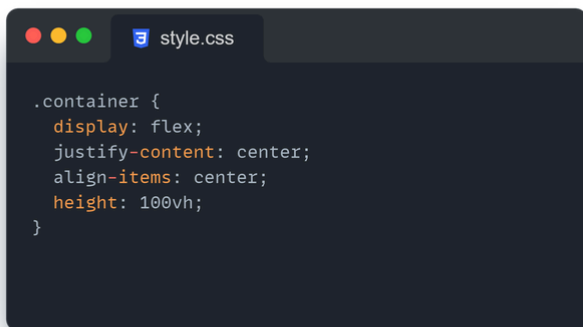 style.css
.container {
  display: flex;
  justify-content: center;
  align-items: center;
  height: 100vh;
}